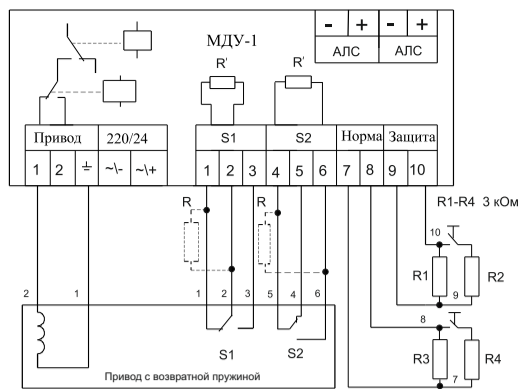 - + - +
МДУ-1
АЛС АЛС
R' R'
Привод 220/24 S1 S2 Норма Защита
1 2 ~\- ~\+ 1 2 3 4 5 6 7 8 9 10
R R R1-R4 3 кОм
10
R1 R2
2 1 1 2 3 5 4 6 9
8
S1 S2 R3 R4
Привод с возвратной пружиной 7